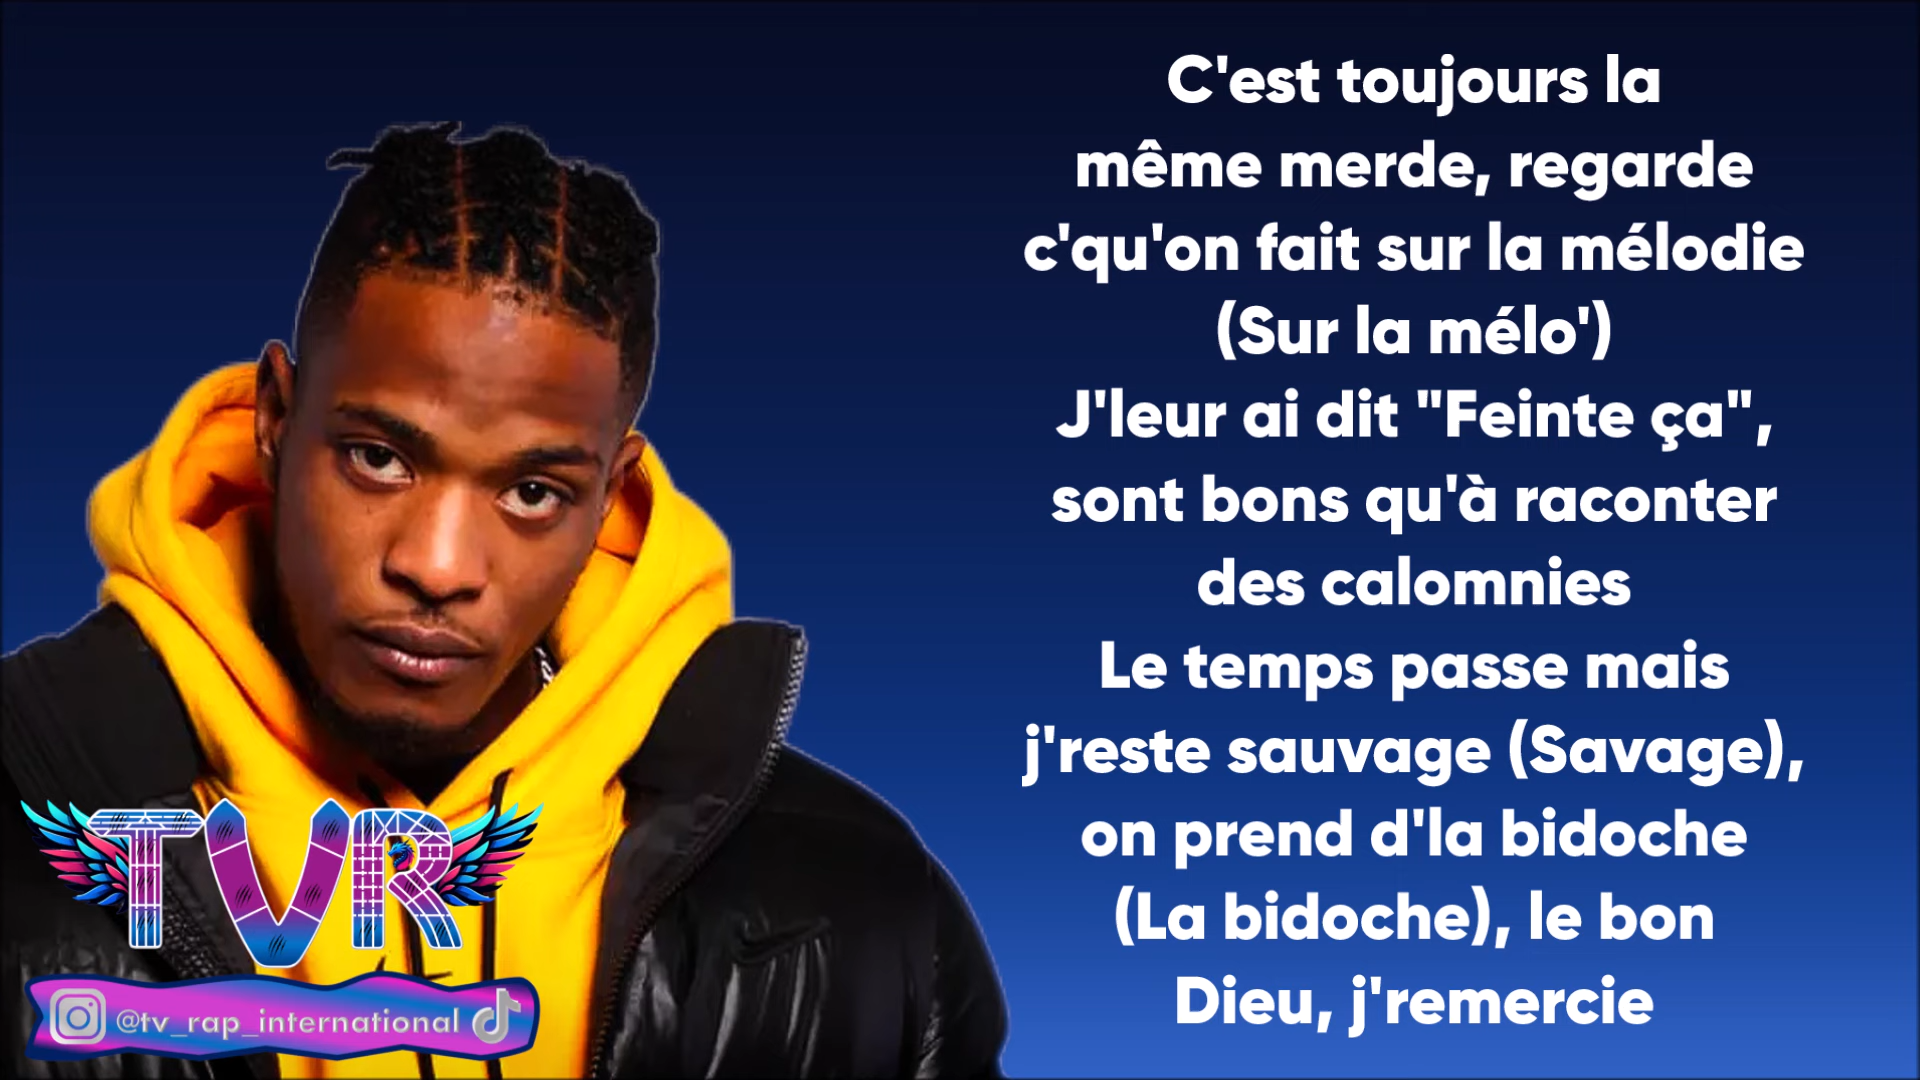 C'est toujours la
même merde, regarde
c'qu'on fait sur la mélodie
(Sur la mélo')
J'leur ai dit "Feinte ça",
sont bons qu'à raconter
des calomnies
Le temps passe mais
j'reste sauvage (Savage),
on prend d'la bidoche
(La bidoche), le bon
Dieu, j'remercie
TVR
@tv_rap_international